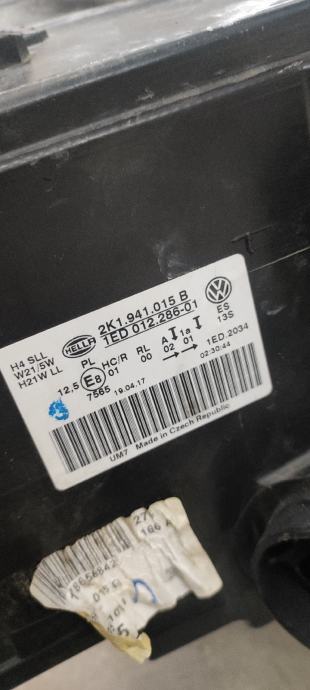 HELLA
2K1.941.015 B
1ED 012.286-01
H4 SLL
W21/5W
H21W LL
PL HC/R RL A 1a
12,5 E8 01 00 02 01
7565 19.04.17
ES
13S
1ED.2034
02:30:44
UM7 Made in Czech Republic